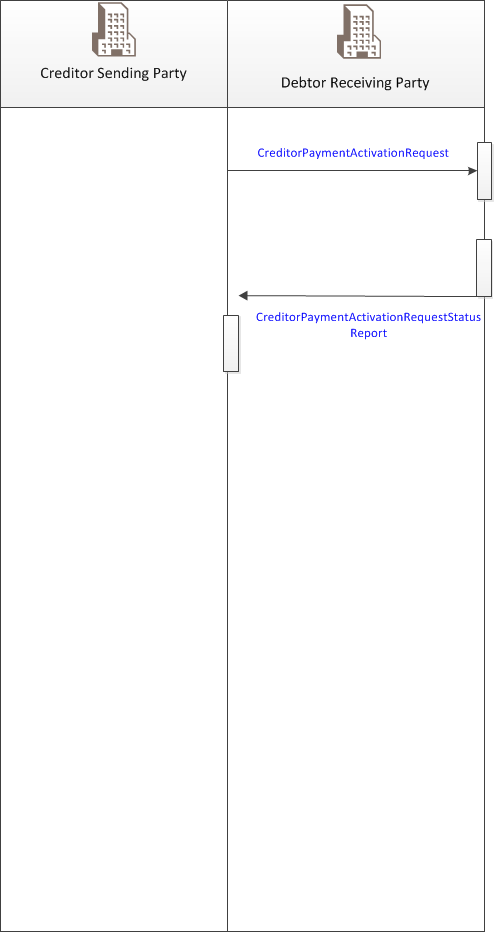 Creditor Sending Party
Debtor Receiving Party
CreditorPaymentActivationRequest
CreditorPaymentActivationRequestStatus
Report